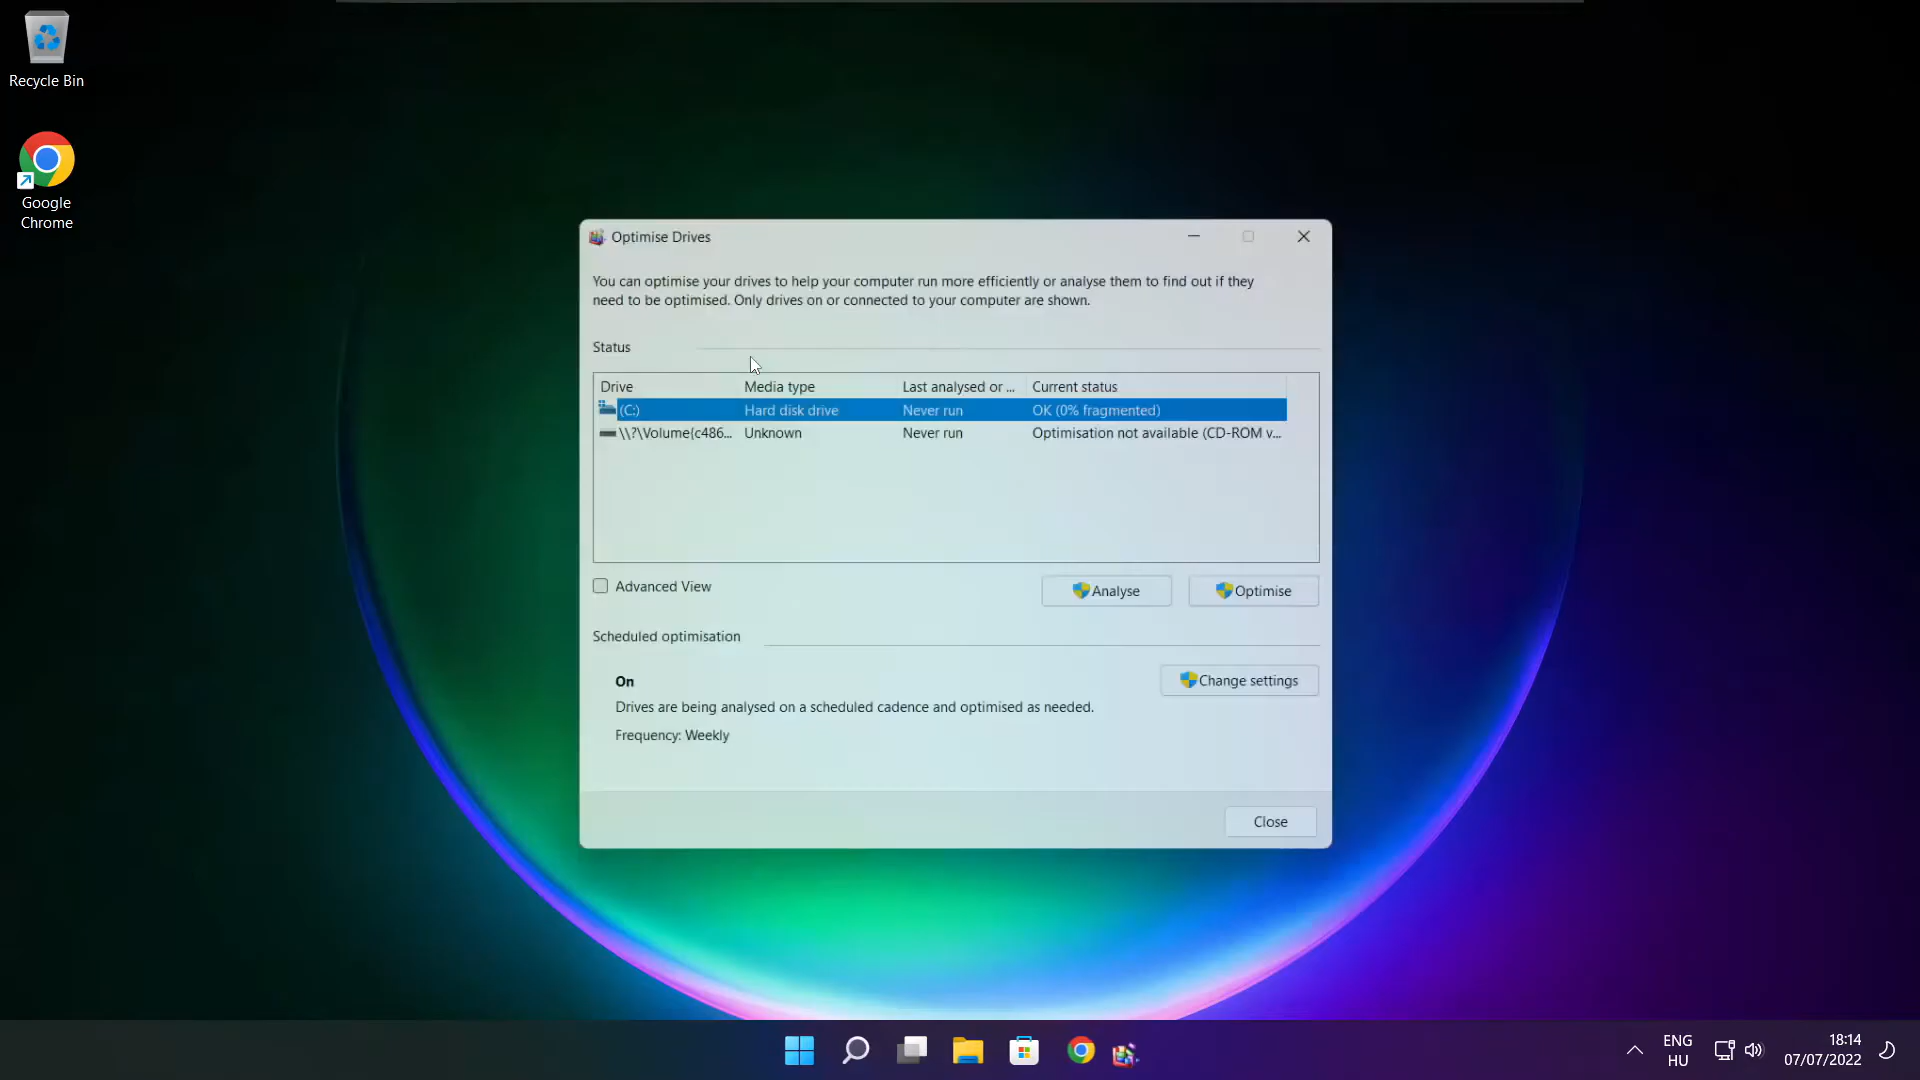 Recycle Bin
Google
Chrome
Optimise Drives
You can optimise your drives to help your computer run more efficiently or analyse them to find out if they
need to be optimised. Only drives on or connected to your computer are shown.
Status
Drive Media type Last analysed or ... Current status
(C:) Hard disk drive Never run OK (0% fragmented)
\\?\Volume{c486... Unknown Never run Optimisation not available (CD-ROM v...
Advanced View Analyse Optimise
Scheduled optimisation
On Change settings
Drives are being analysed on a scheduled cadence and optimised as needed.
Frequency: Weekly
Close
ENG 18:14
HU 07/07/2022